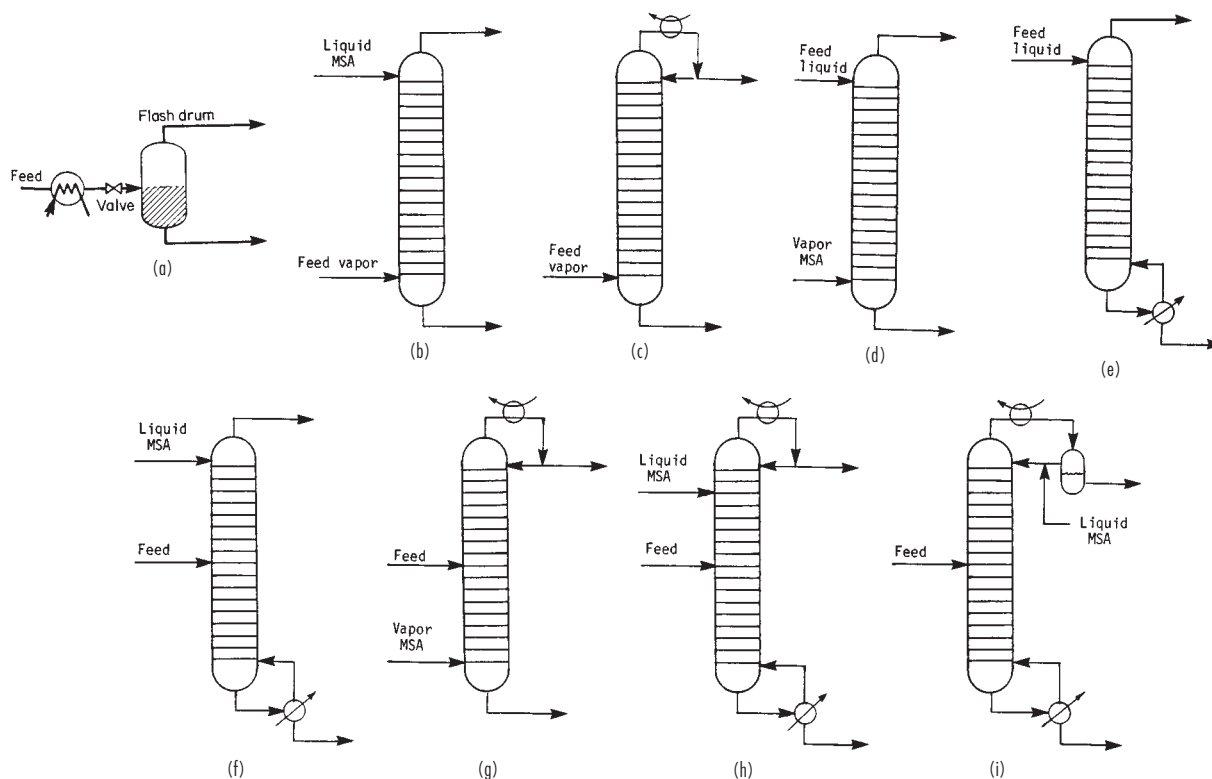 Feed
Valve
Flash drum
(a)
Liquid
MSA
Feed vapor
(b)
Feed
vapor
(c)
Feed
liquid
Vapor
MSA
(d)
Feed
liquid
(e)
Liquid
MSA
Feed
(f)
Feed
Vapor
MSA
(g)
Liquid
MSA
Feed
(h)
Feed
Liquid
MSA
(i)